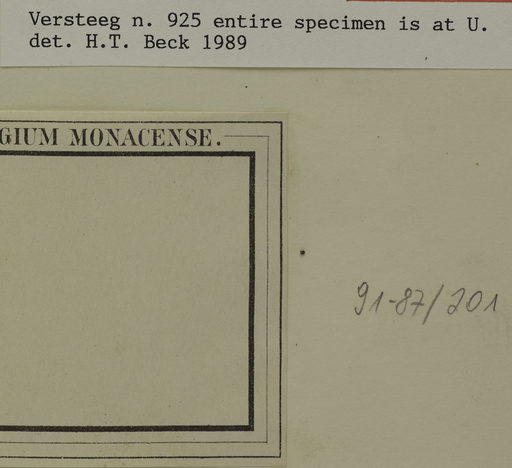 Versteeg n. 925 entire specimen is at U.
det. H.T. Beck 1989
GIUM MONACENSE.
91-87/201